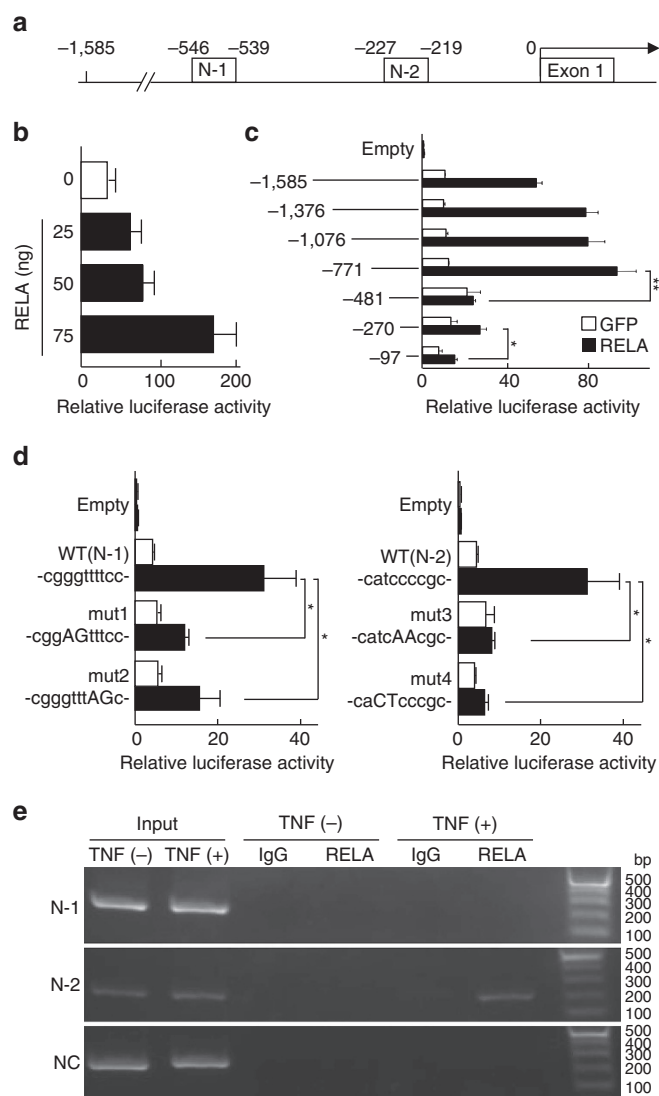 a
–1,585 –546 –539 –227 –219 0
N-1 N-2 Exon 1
b
0
25
50
75
RELA (ng)
0 100 200
Relative luciferase activity
c
Empty
–1,585
–1,376
–1,076
–771
–481
–270
–97
**
*
GFP
RELA
0 40 80
Relative luciferase activity
d
Empty
WT(N-1)
-cgggttttcc-
mut1
-cggAGtttcc-
mut2
-cgggtttAGc-
*
*
0 20 40
Relative luciferase activity
Empty
WT(N-2)
-catccccgc-
mut3
-catcAAcgc-
mut4
-caCTcccgc-
*
*
0 20 40
Relative luciferase activity
e
Input TNF (–) TNF (+)
TNF (–) TNF (+) IgG RELA IgG RELA bp
N-1
500
400
300
200
100
N-2
500
400
300
200
100
NC
500
400
300
200
100